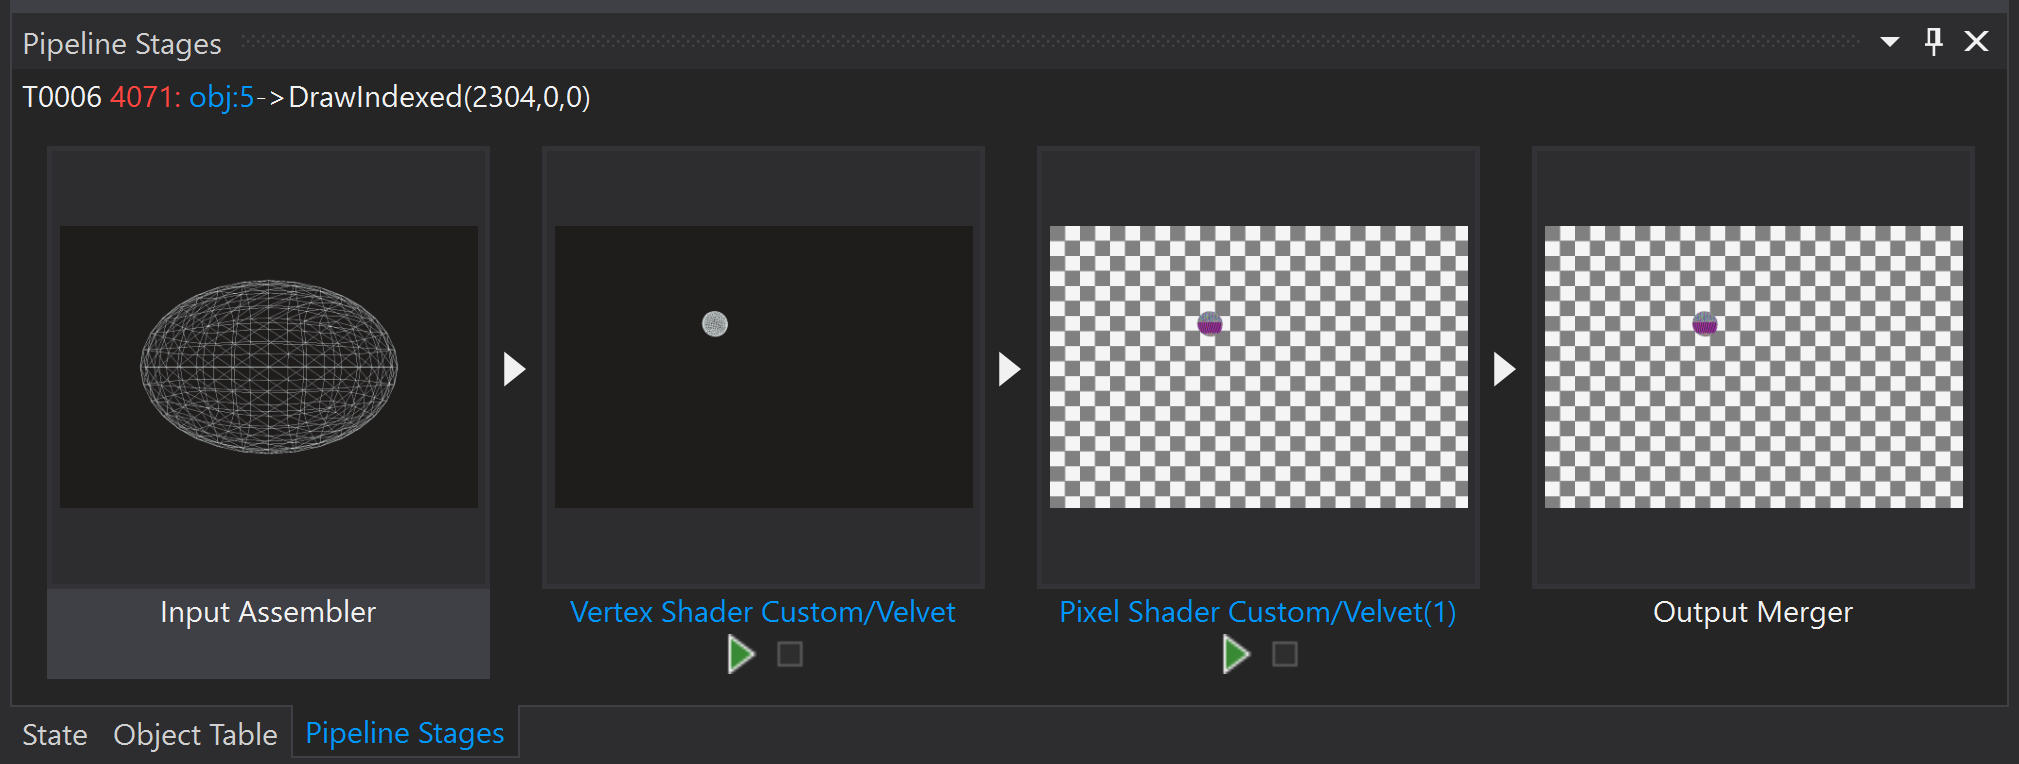 Pipeline Stages
T0006 4071: obj:5->DrawIndexed(2304,0,0)
Input Assembler
Vertex Shader Custom/Velvet
Pixel Shader Custom/Velvet(1)
Output Merger
State
Object Table
Pipeline Stages